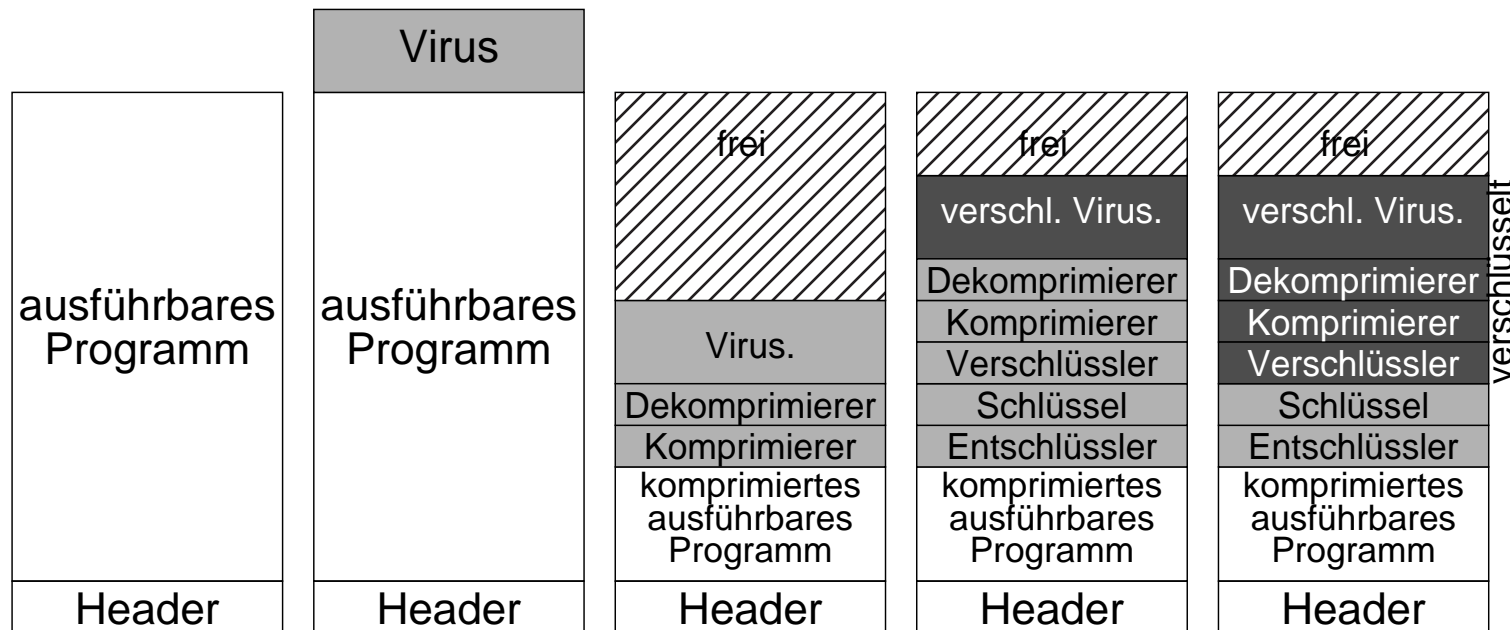 ausführbares
Programm
Header
Virus
ausführbares
Programm
Header
frei
Virus.
Dekomprimierer
Komprimierer
komprimiertes
ausführbares
Programm
Header
frei
verschl. Virus.
Dekomprimierer
Komprimierer
Verschlüssler
Schlüssel
Entschlüssler
komprimiertes
ausführbares
Programm
Header
frei
verschl. Virus.
Dekomprimierer
Komprimierer
Verschlüssler
Schlüssel
Entschlüssler
komprimiertes
ausführbares
Programm
Header
verschlüsselt